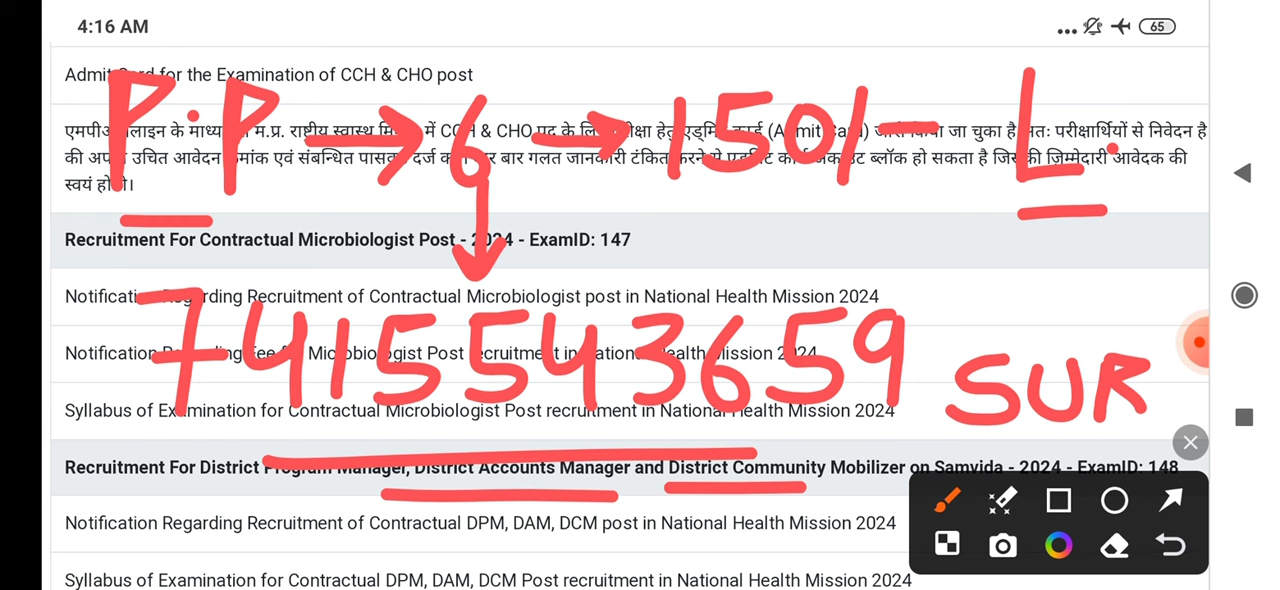 4:16 AM
65
Admit Card for the Examination of CCH & CHO post
P.P → 6 → 150/- L.
एमपीऑनलाइन के माध्यम से म.प्र. राष्ट्रीय स्वास्थ मिशन में CCH & CHO पद के लिए परीक्षा हेतु एड्मिट कार्ड (Admit Card) जारी किया जा चुका है अतः परीक्षार्थियों से निवेदन है
की अपना उचित आवेदन क्रमांक एवं संबन्धित पासवर्ड दर्ज करे बार बार गलत जानकारी टंकित करने से एडमिट कार्ड अकाउंट ब्लॉक हो सकता है जिसकी ज़िम्मेदारी आवेदक की
स्वयं होगी।
Recruitment For Contractual Microbiologist Post - 2024 - ExamID: 147
Notification Regarding Recruitment of Contractual Microbiologist post in National Health Mission 2024
7415543659 SUR
Notification Regarding Fee for Microbiologist Post recruitment in National Health Mission 2024
Syllabus of Examination for Contractual Microbiologist Post recruitment in National Health Mission 2024
Recruitment For District Program Manager, District Accounts Manager and District Community Mobilizer on Samvida - 2024 - ExamID: 148
Notification Regarding Recruitment of Contractual DPM, DAM, DCM post in National Health Mission 2024
Syllabus of Examination for Contractual DPM, DAM, DCM Post recruitment in National Health Mission 2024